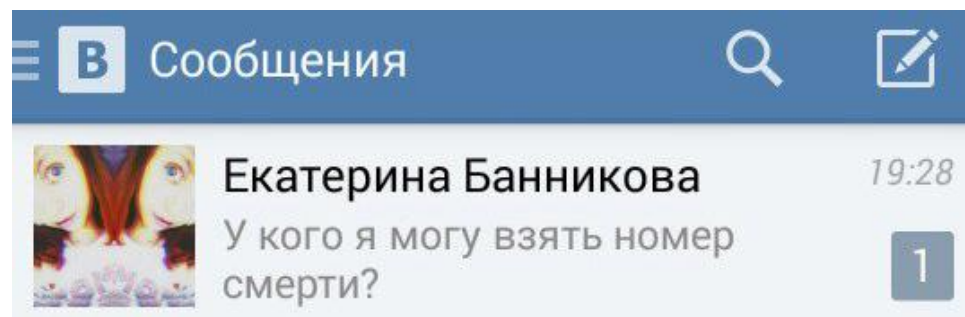 В Сообщения
Екатерина Банникова 19:28
У кого я могу взять номер
смерти? 1